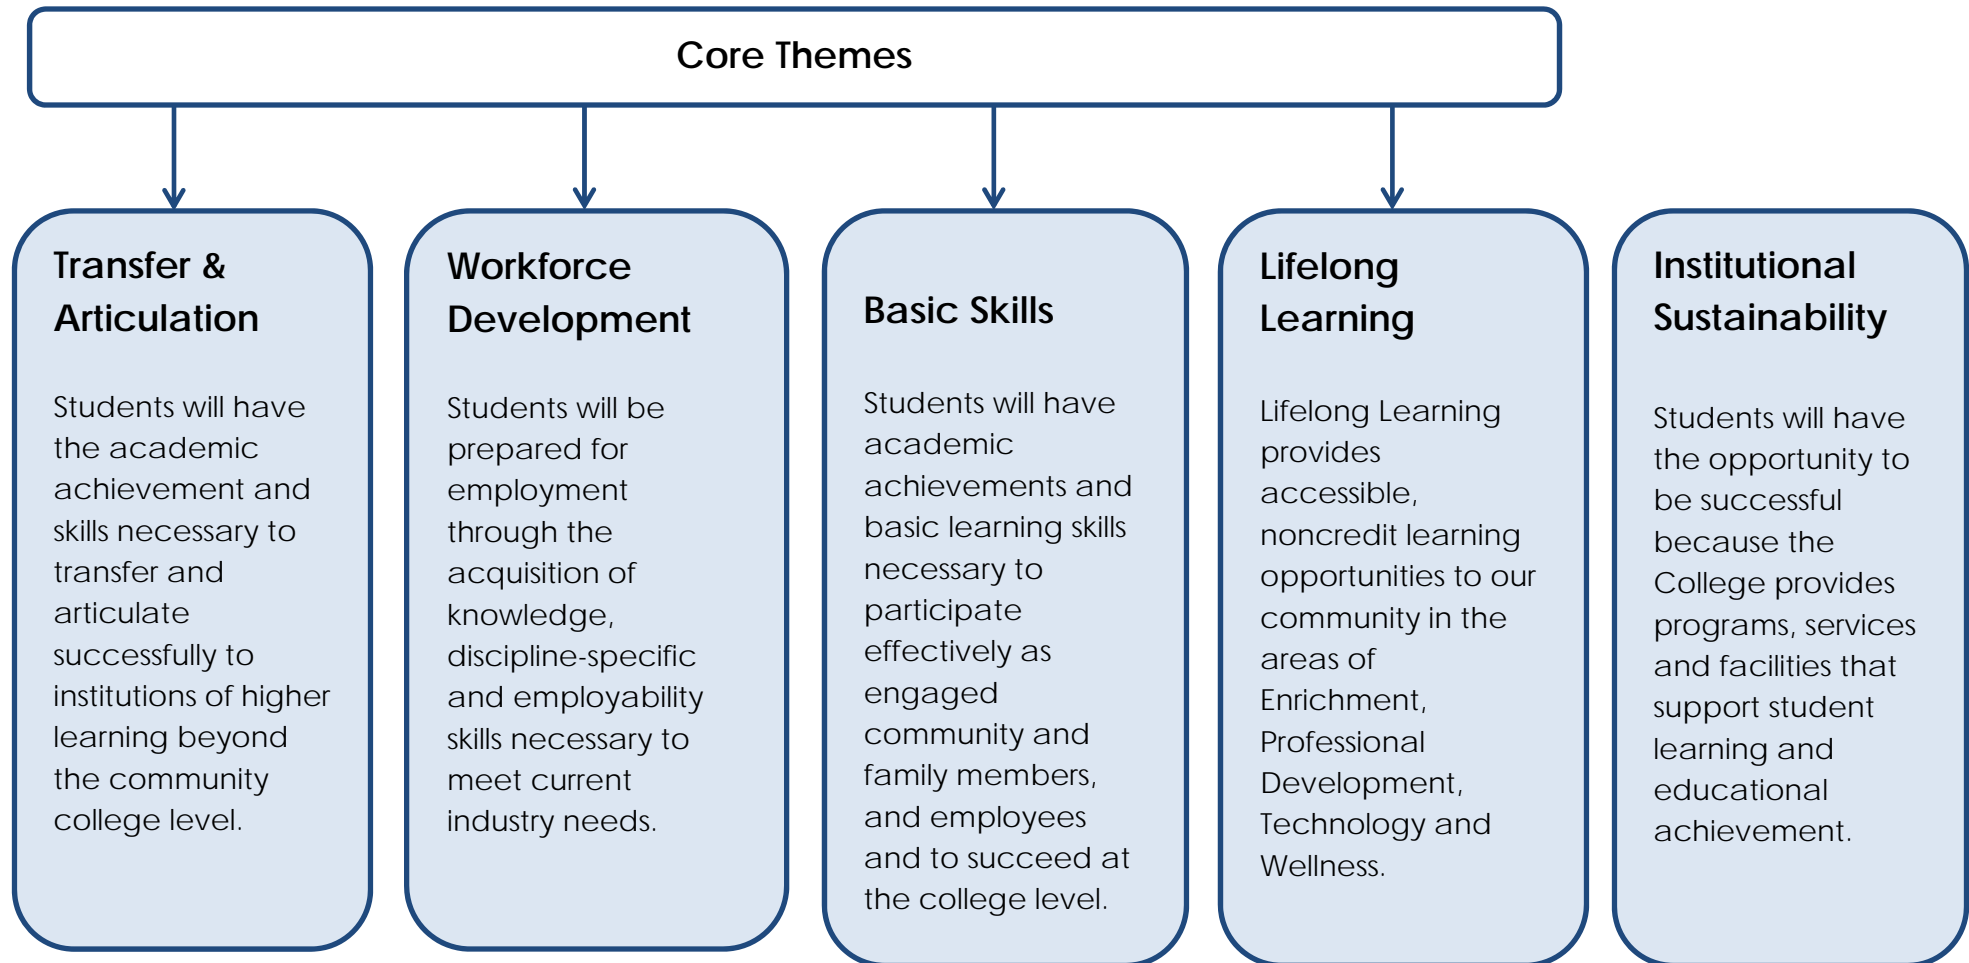 Core Themes
Transfer &
Articulation
Students will have
the academic
achievement and
skills necessary to
transfer and
articulate
successfully to
institutions of higher
learning beyond
the community
college level.
Workforce
Development
Students will be
prepared for
employment
through the
acquisition of
knowledge,
discipline-specific
and employability
skills necessary to
meet current
industry needs.
Basic Skills
Students will have
academic
achievements and
basic learning skills
necessary to
participate
effectively as
engaged
community and
family members,
and employees
and to succeed at
the college level.
Lifelong
Learning
Lifelong Learning
provides
accessible,
noncredit learning
opportunities to our
community in the
areas of
Enrichment,
Professional
Development,
Technology and
Wellness.
Institutional
Sustainability
Students will have
the opportunity to
be successful
because the
College provides
programs, services
and facilities that
support student
learning and
educational
achievement.